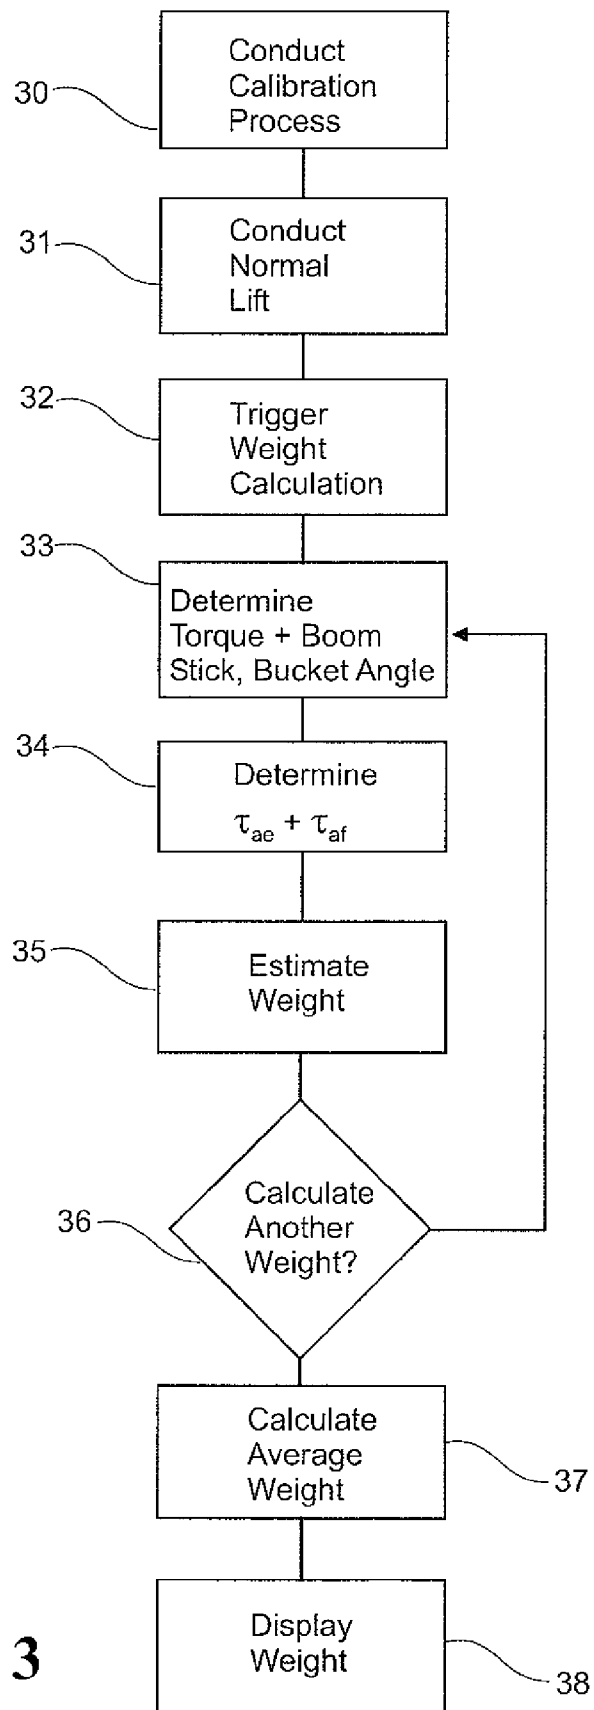 30
Conduct
Calibration
Process
31
Conduct
Normal
Lift
32
Trigger
Weight
Calculation
33
Determine
Torque + Boom
Stick, Bucket Angle
34
Determine
τae + τaf
35
Estimate
Weight
36
Calculate
Another
Weight?
Calculate
Average
Weight
37
Display
Weight
38
3